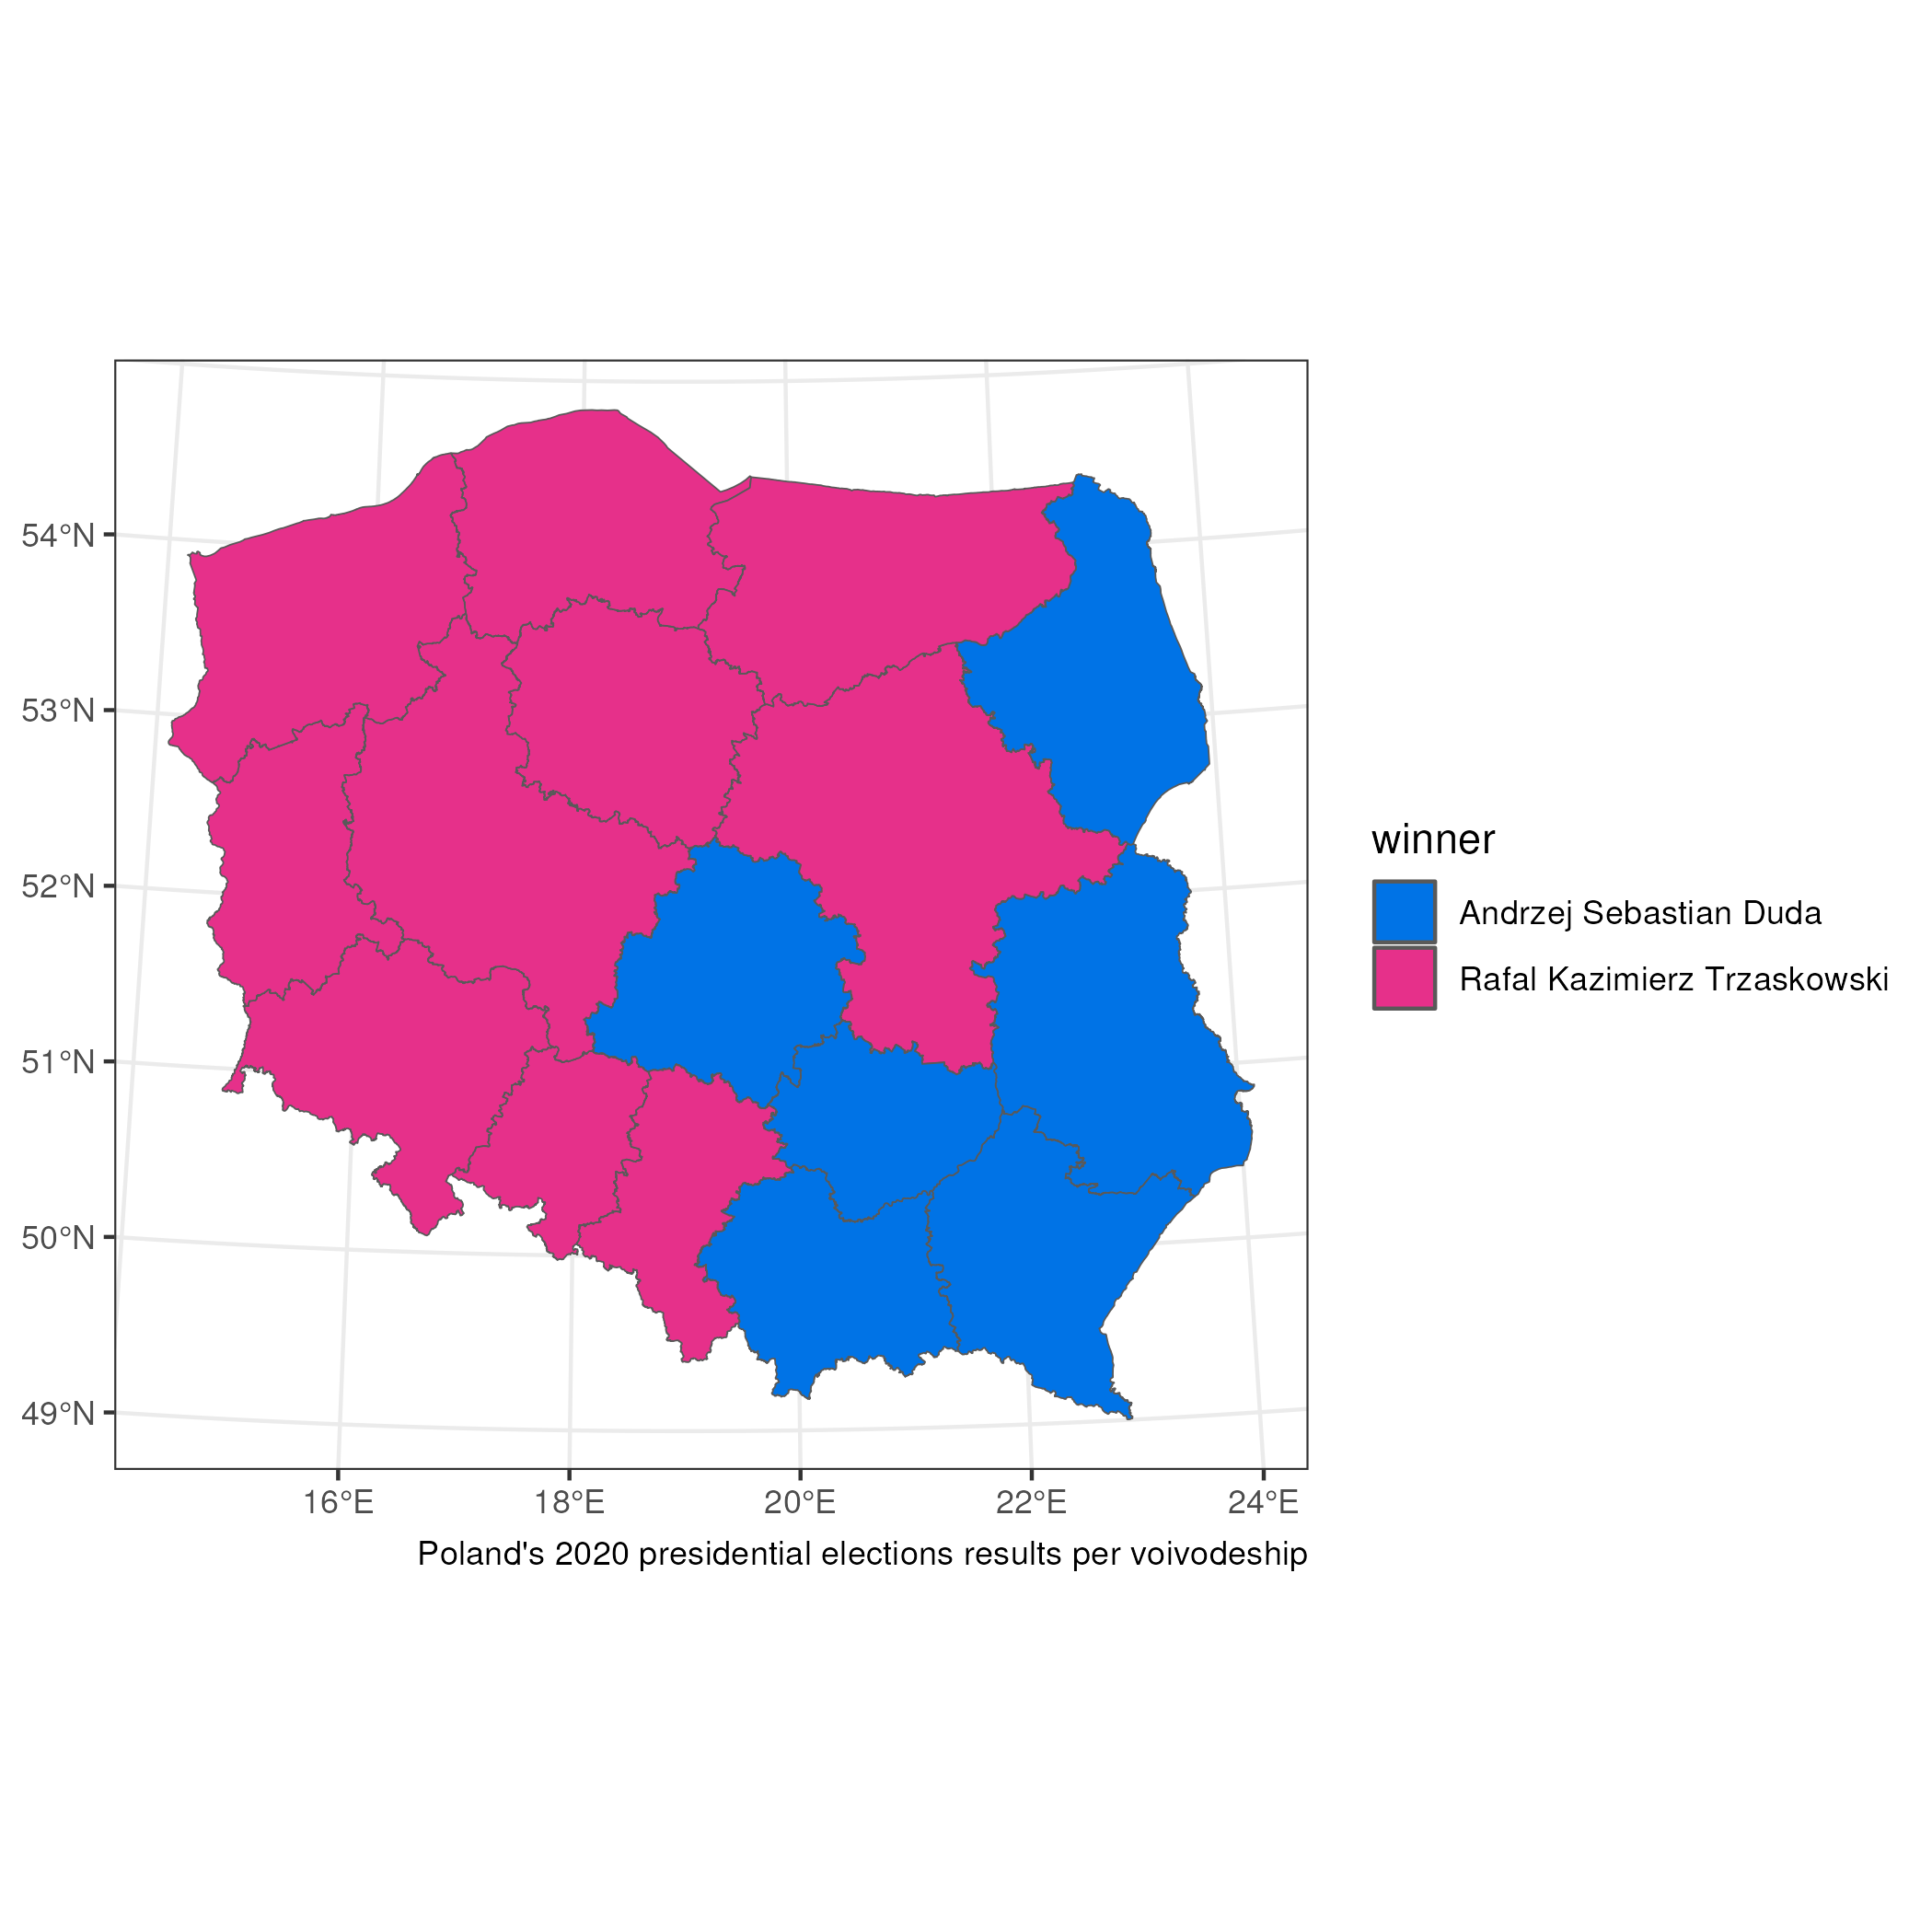 54°N
53°N
52°N
51°N
50°N
49°N
16°E 18°E 20°E 22°E 24°E
Poland's 2020 presidential elections results per voivodeship
winner
Andrzej Sebastian Duda
Rafal Kazimierz Trzaskowski